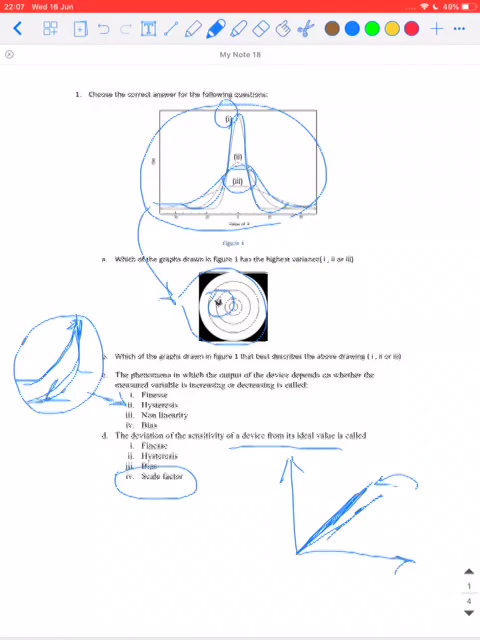 22:07 Wed 16 Jun
49%
My Note 18
1. Choose the correct answer for the following questions:
(i)
(ii)
(iii)
Value of X
Figure 1
a. Which of the graphs drawn in figure 1 has the highest variance( i , ii or iii)
b. Which of the graphs drawn in figure 1 that best describes the above drawing ( i , ii or iii)
c. The phenomena in which the output of the device depends on whether the
measured variable is increasing or decreasing is called:
i. Finesse
ii. Hysteresis
iii. Non linearity
iv. Bias
d. The deviation of the sensitivity of a device from its ideal value is called
i. Finesse
ii. Hysteresis
iii. Bias
iv. Scale factor
1
4